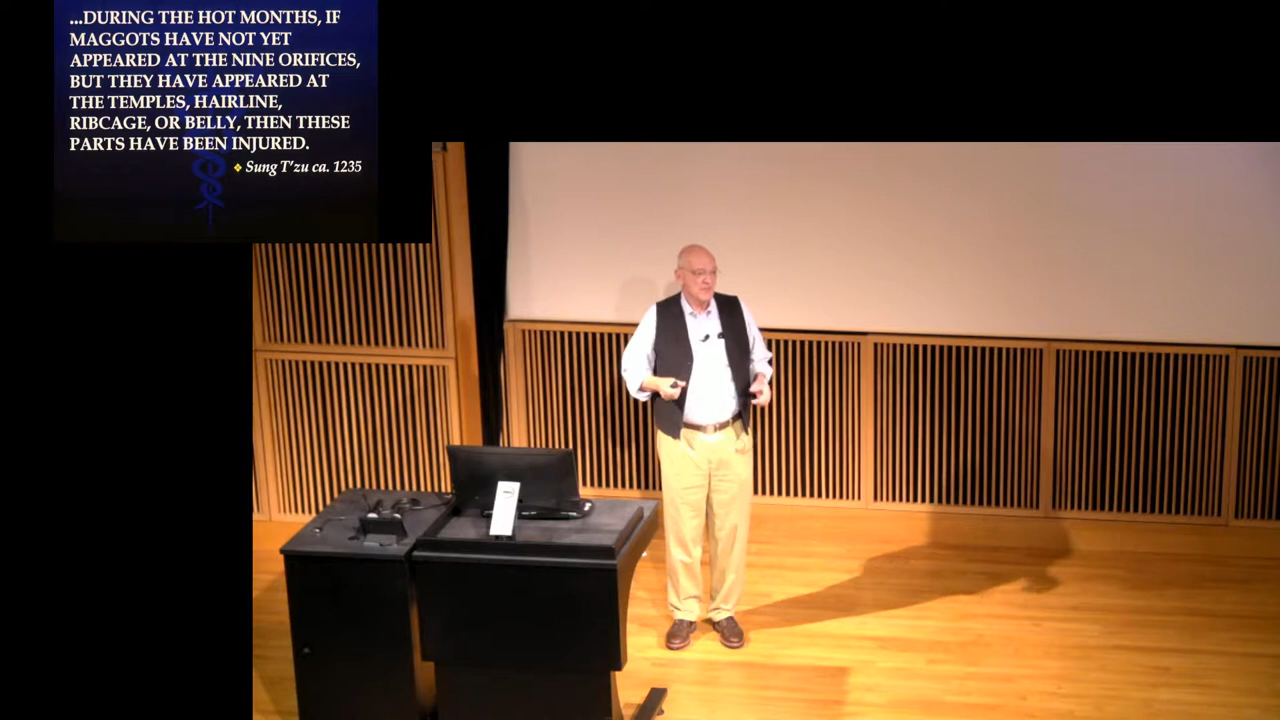 ...DURING THE HOT MONTHS, IF
MAGGOTS HAVE NOT YET
APPEARED AT THE NINE ORIFICES,
BUT THEY HAVE APPEARED AT
THE TEMPLES, HAIRLINE,
RIBCAGE, OR BELLY, THEN THESE
PARTS HAVE BEEN INJURED.
❖ Sung T'zu ca. 1235